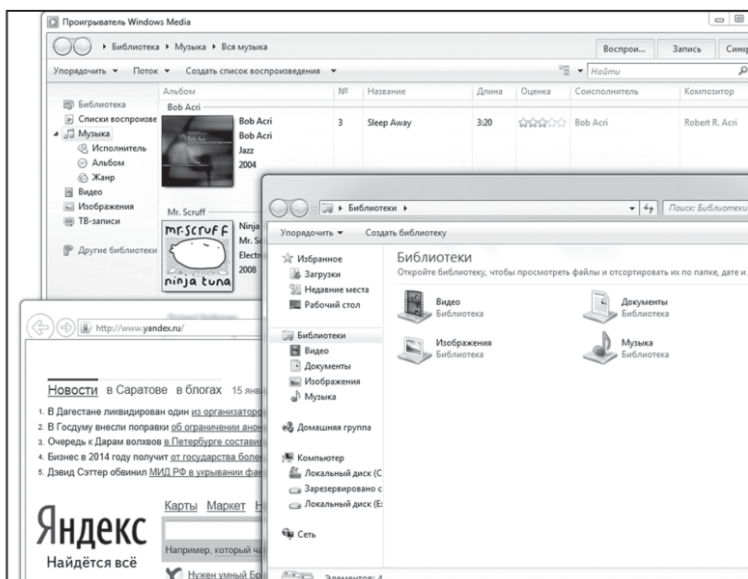 Проигрыватель Windows Media
Библиотека Музыка Вся музыка
Воспрои... Запись Синхр
Упорядочить Поток Создать список воспроизведения Найти
Альбом № Название Длина Оценка Соисполнитель Композитор
Библиотека
Списки воспроизве
Музыка
Исполнитель
Альбом
Жанр
Видео
Изображения
ТВ-записи
Другие библиотеки
Bob Acri
Bob Acri 3 Sleep Away 3:20 Bob Acri Robert R. Acri
Bob Acri
Jazz
2004
Mr. Scruff
mr.scruff
ninja tuna
Ninja
Mr. Sc
Electro
2008
Библиотеки
Поиск: Библиотеки
Упорядочить Создать библиотеку
Избранное
Загрузки
Недавние места
Рабочий стол
Библиотеки
Видео
Документы
Изображения
Музыка
Домашняя группа
Компьютер
Локальный диск (C
Зарезервировано с
Локальный диск (E:
Сеть
Библиотеки
Откройте библиотеку, чтобы просмотреть файлы и отсортировать их по папке, дате и
Видео
Библиотека
Документы
Библиотека
Изображения
Библиотека
Музыка
Библиотека
Элементов: 4
http://www.yandex.ru/
Новости в Саратове в блогах 15 янв
1. В Дагестане ликвидирован один из организаторо
2. В Госдуму внесли поправки об ограничении анон
3. Очередь к Дарам волхвов в Петербурге составил
4. Бизнес в 2014 году получит от государства боле
5. Дэвид Сэттер обвинил МИД РФ в укрывании фак
Карты Маркет Н
Яндекс
Найдётся всё
Например, который ча
Нужен умный Бр